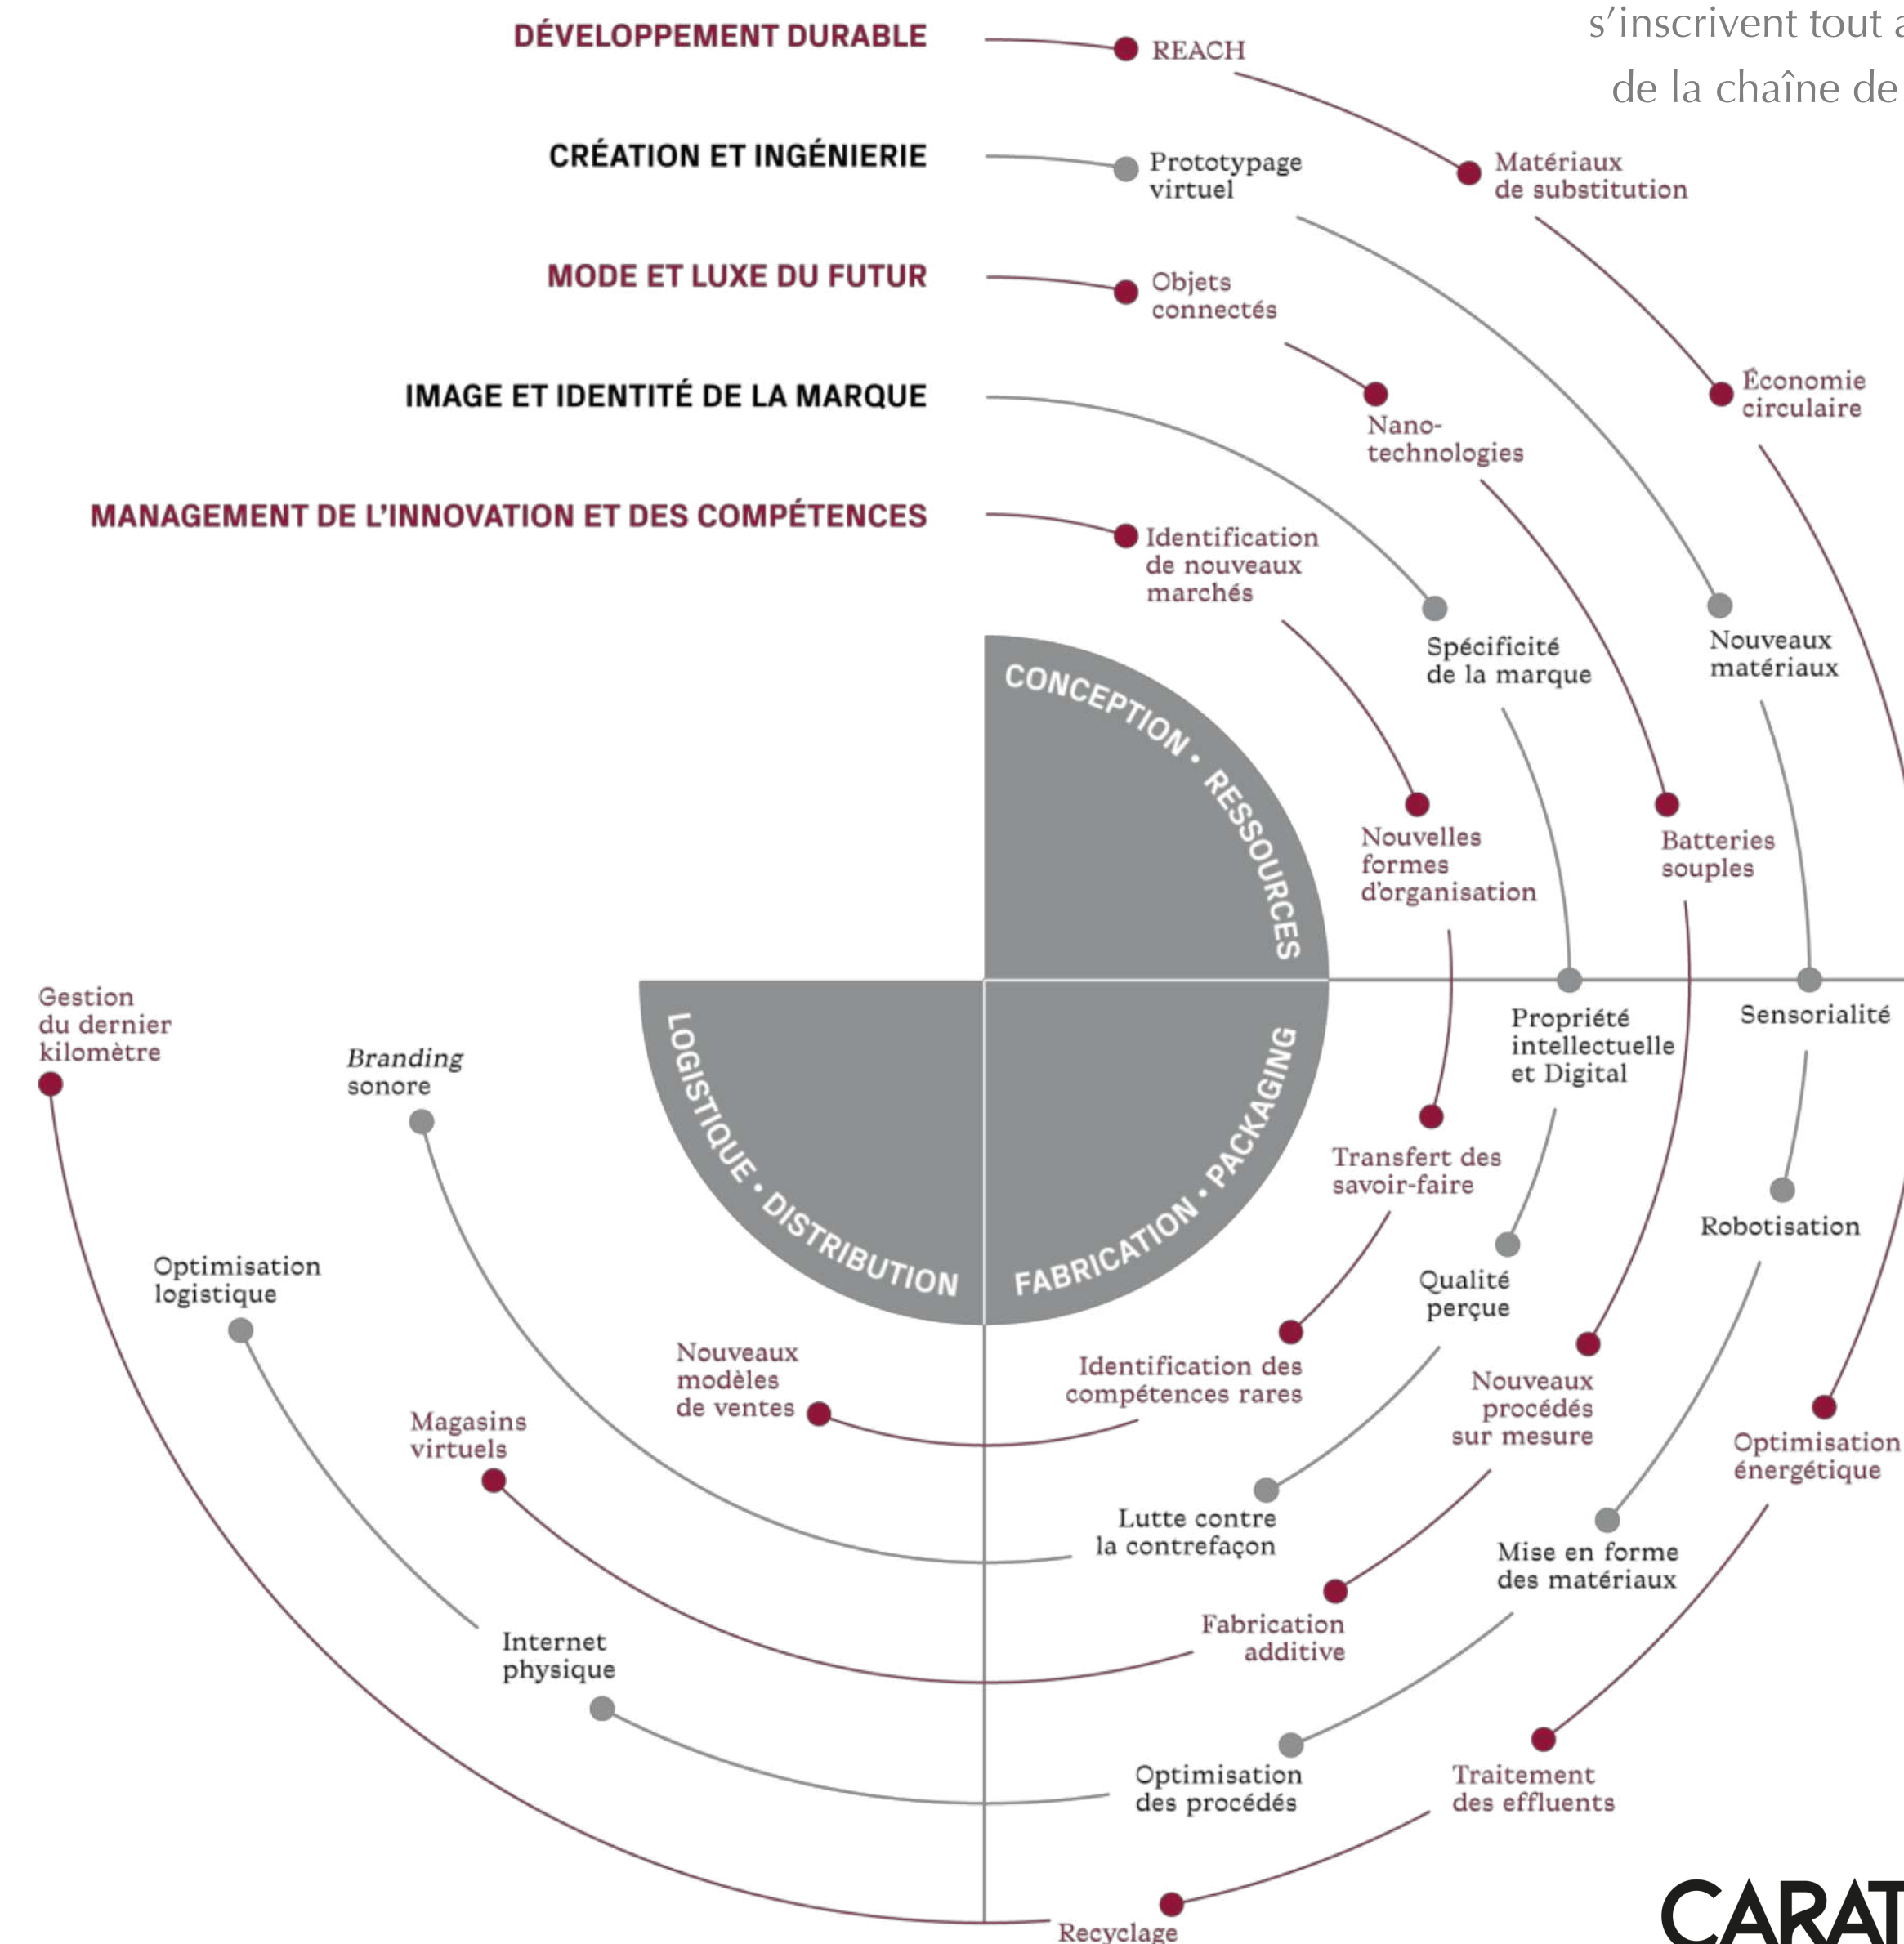 s’inscrivent tout a
de la chaîne de
DÉVELOPPEMENT DURABLE
REACH
Matériaux
de substitution
Économie
circulaire
Optimisation
énergétique
Traitement
des effluents
Recyclage
Gestion
du dernier
kilomètre
CRÉATION ET INGÉNIERIE
Prototypage
virtuel
Nouveaux
matériaux
Sensorialité
Robotisation
Mise en forme
des matériaux
Optimisation
des procédés
Internet
physique
Optimisation
logistique
MODE ET LUXE DU FUTUR
Objets
connectés
Nano-
technologies
Batteries
souples
Nouveaux
procédés
sur mesure
Fabrication
additive
Magasins
virtuels
IMAGE ET IDENTITÉ DE LA MARQUE
Spécificité
de la marque
Propriété
intellectuelle
et Digital
Qualité
perçue
Lutte contre
la contrefaçon
Branding
sonore
MANAGEMENT DE L’INNOVATION ET DES COMPÉTENCES
Identification
de nouveaux
marchés
Nouvelles
formes
d’organisation
Transfert des
savoir-faire
Identification des
compétences rares
Nouveaux
modèles
de ventes
CONCEPTION • RESSOURCES
FABRICATION • PACKAGING
LOGISTIQUE • DISTRIBUTION
CARAT